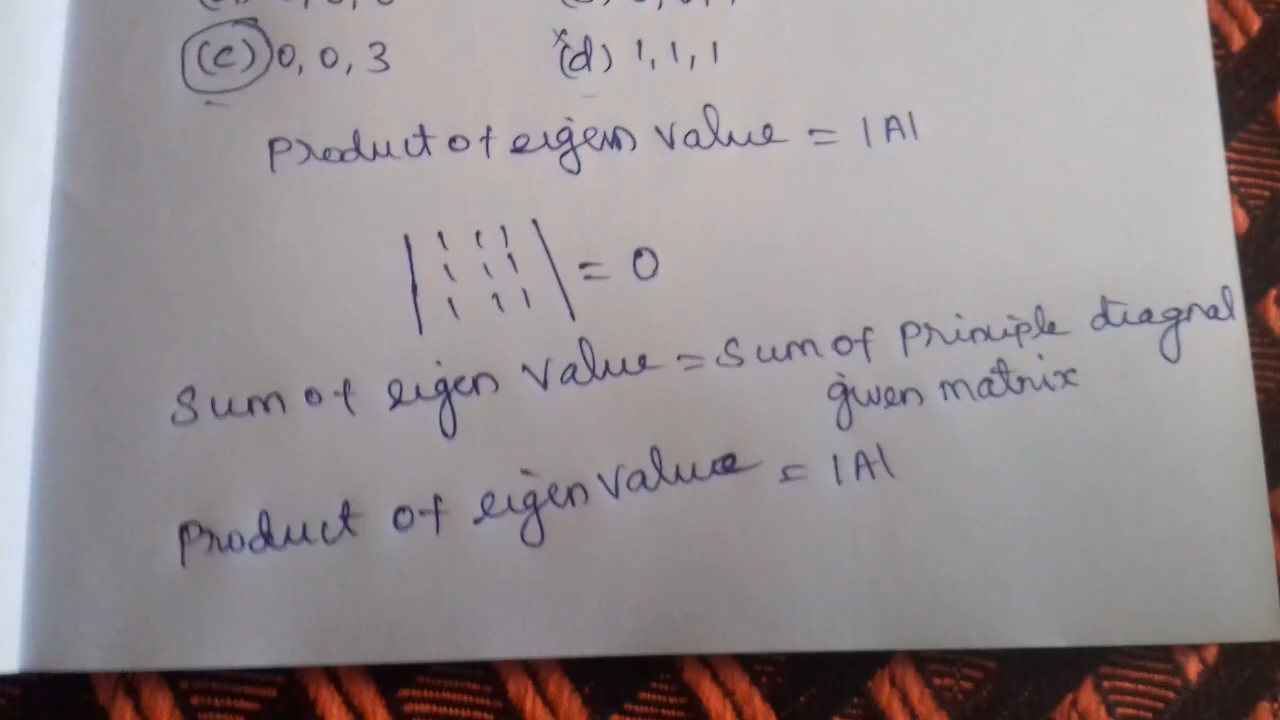 (c) 0, 0, 3 (d) 1, 1, 1
Product of eigen value = |A|
| 1 1 1
1 1 1
1 1 1 | = 0
Sum of eigen value = Sum of Principle diagnal
given matrix
Product of eigen value = |A|